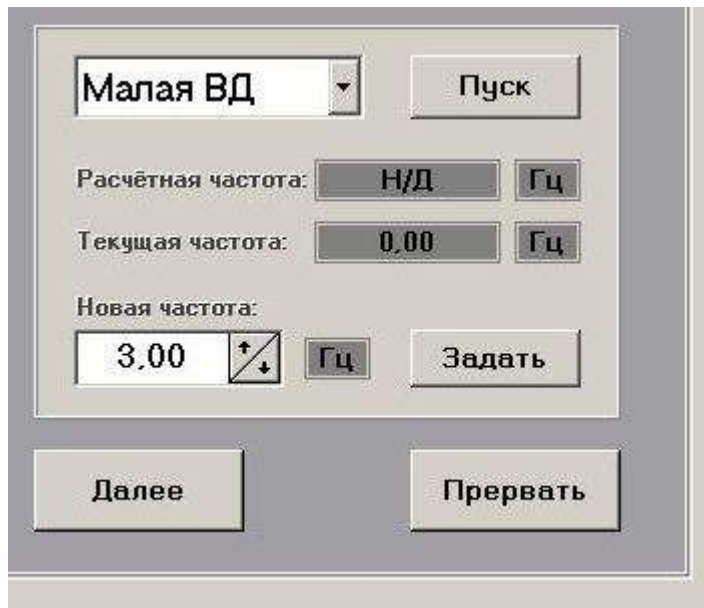 Малая ВД Пуск
Расчётная частота: Н/Д Гц
Текущая частота: 0,00 Гц
Новая частота:
3,00 Гц Задать
Далее Прервать